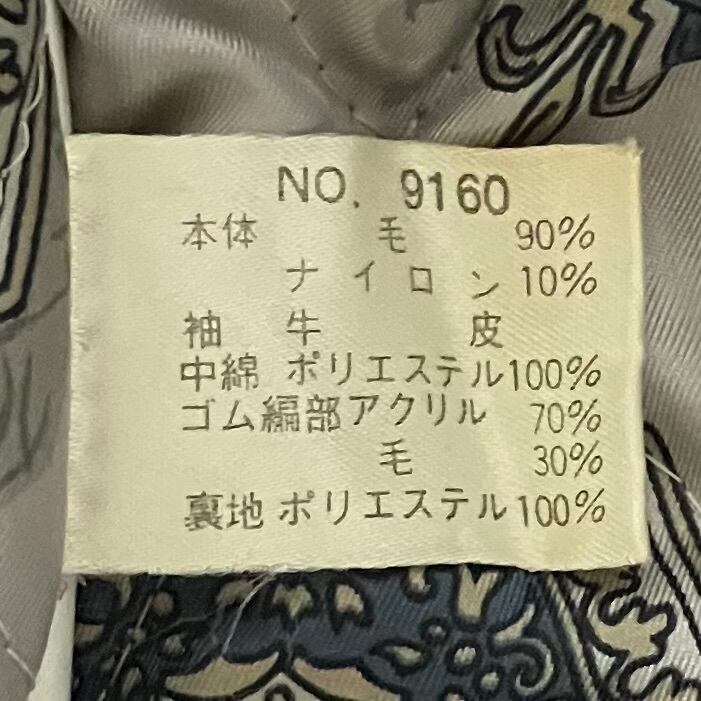 NO. 9160
本体 毛 90%
ナイロン 10%
袖 牛 皮
中綿 ポリエステル100%
ゴム編部アクリル 70%
毛 30%
裏地 ポリエステル100%